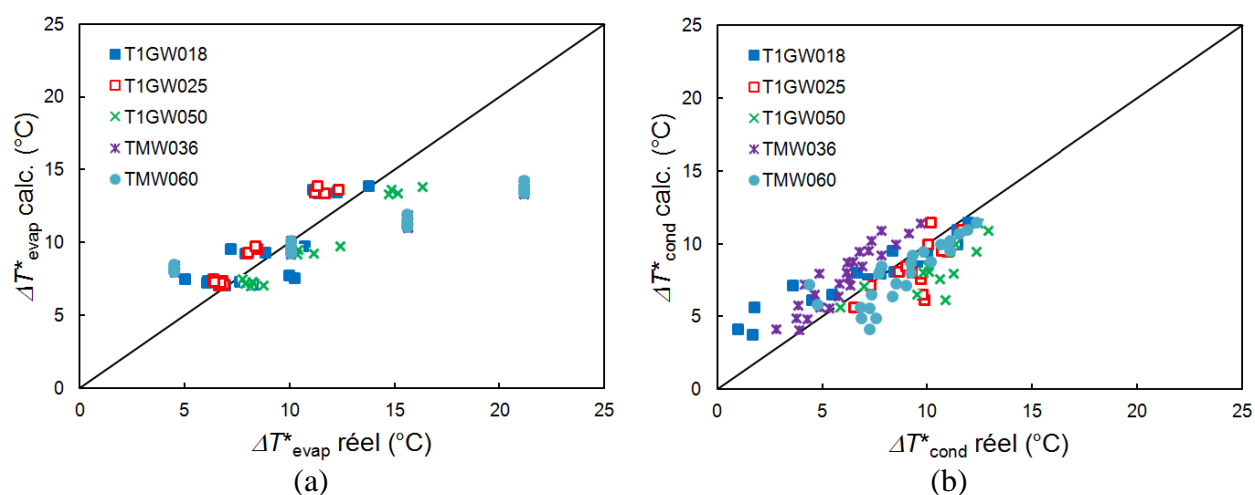 (a)
25
20
15
10
5
0
ΔT*evap calc. (°C)
T1GW018
T1GW025
T1GW050
TMW036
TMW060
0 5 10 15 20 25
ΔT*evap réel (°C)
(a)
(b)
25
20
15
10
5
0
ΔT*cond calc. (°C)
T1GW018
T1GW025
T1GW050
TMW036
TMW060
0 5 10 15 20 25
ΔT*cond réel (°C)
(b)